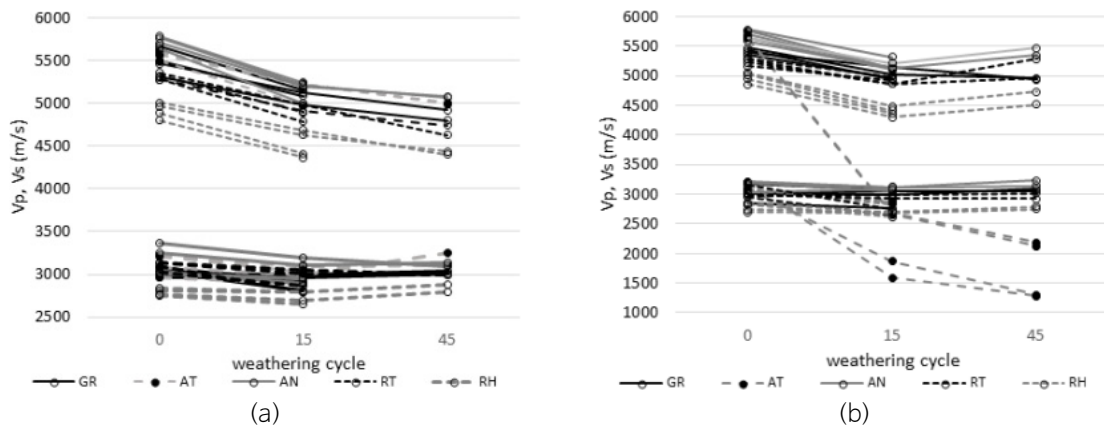 6000
5500
5000
4500
4000
3500
3000
2500
Vp, Vs (m/s)
0 15 45
weathering cycle
GR AT AN RT RH
(a)
6000
5500
5000
4500
4000
3500
3000
2500
2000
1500
1000
Vp, Vs (m/s)
0 15 45
weathering cycle
GR AT AN RT RH
(b)